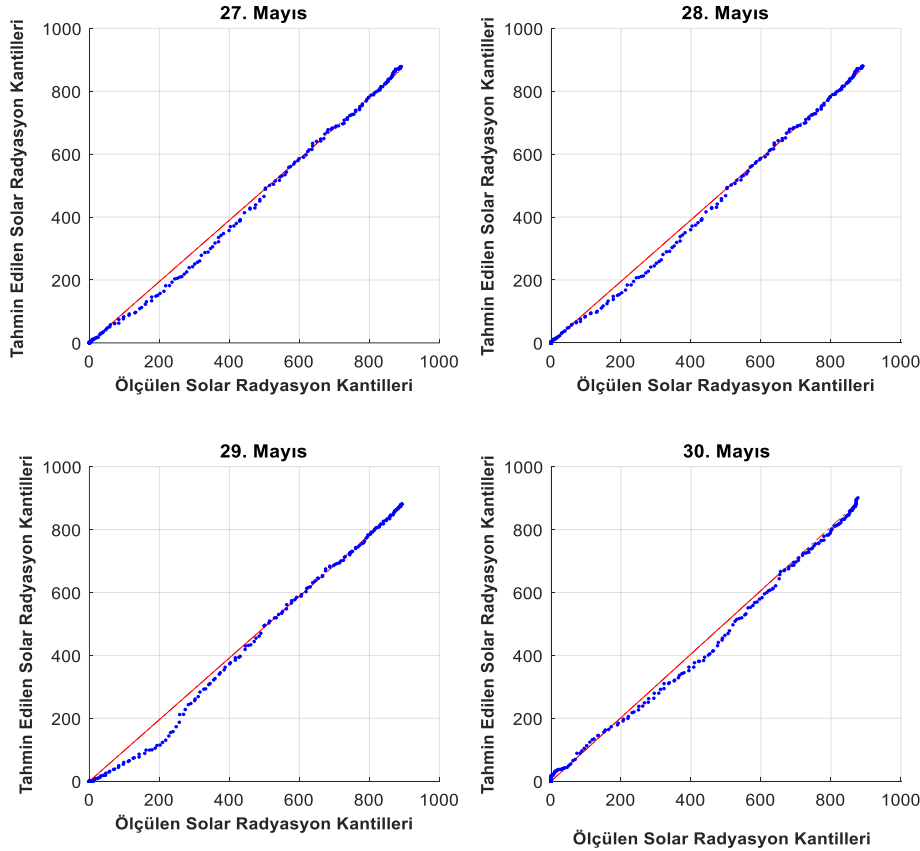 27. Mayıs
Tahmin Edilen Solar Radyasyon Kantilleri
1000
800
600
400
200
0
0 200 400 600 800 1000
Ölçülen Solar Radyasyon Kantilleri
28. Mayıs
Tahmin Edilen Solar Radyasyon Kantilleri
1000
800
600
400
200
0
0 200 400 600 800 1000
Ölçülen Solar Radyasyon Kantilleri
29. Mayıs
Tahmin Edilen Solar Radyasyon Kantilleri
1000
800
600
400
200
0
0 200 400 600 800 1000
Ölçülen Solar Radyasyon Kantilleri
30. Mayıs
Tahmin Edilen Solar Radyasyon Kantilleri
1000
800
600
400
200
0
0 200 400 600 800 1000
Ölçülen Solar Radyasyon Kantilleri